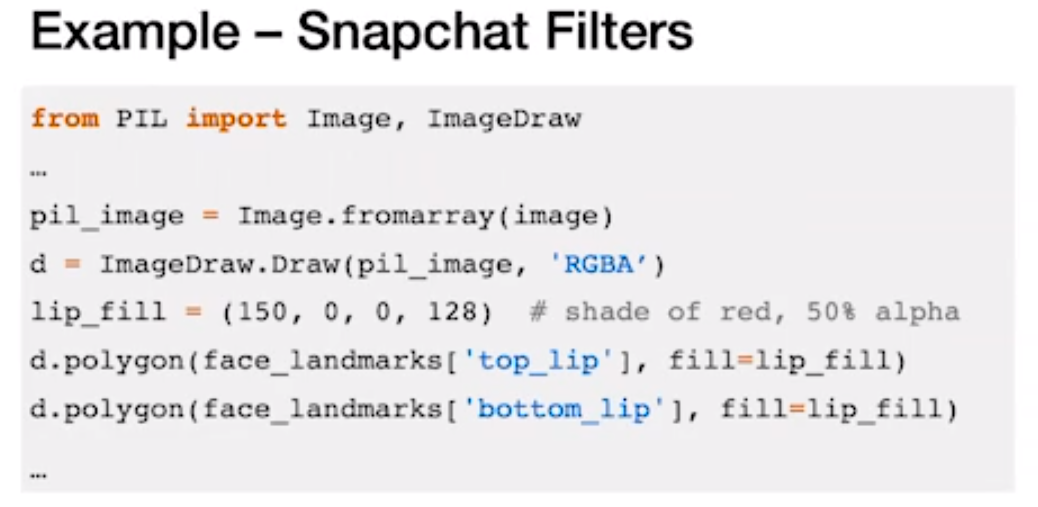 Example – Snapchat Filters
from PIL import Image, ImageDraw
…
pil_image = Image.fromarray(image)
d = ImageDraw.Draw(pil_image, 'RGBA’)
lip_fill = (150, 0, 0, 128)  # shade of red, 50% alpha
d.polygon(face_landmarks['top_lip'], fill=lip_fill)
d.polygon(face_landmarks['bottom_lip'], fill=lip_fill)
…